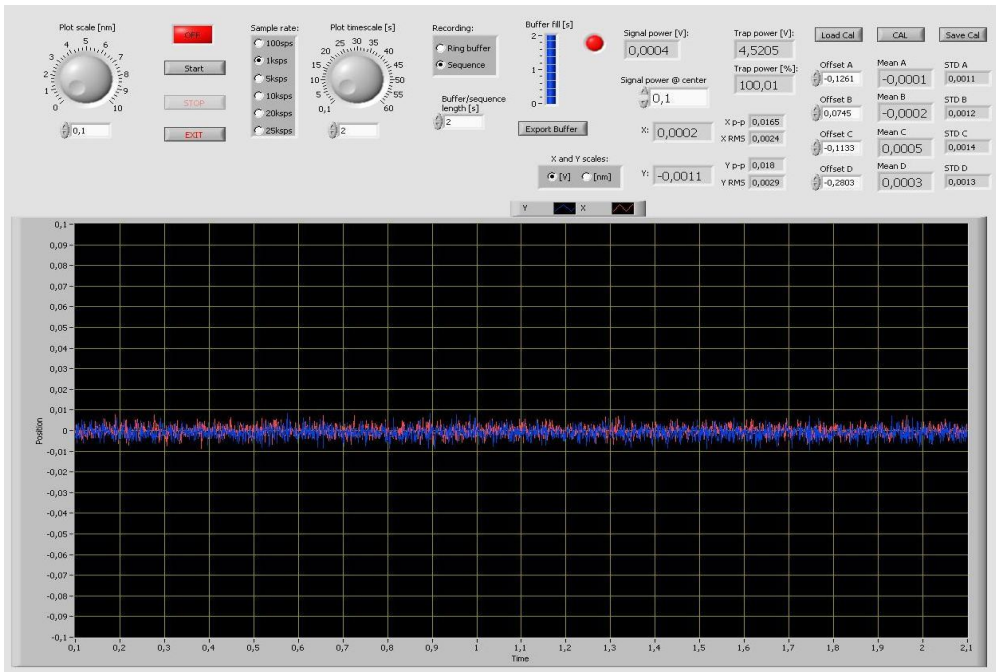 Plot scale [nm]
0 1 2 3 4 5 6 7 8 9 10
0,1
OFF
Start
STOP
EXIT
Sample rate:
100sps
1ksps
5ksps
10ksps
20ksps
25ksps
Plot timescale [s]
0,1 5 10 15 20 25 30 35 40 45 50 55 60
2
Recording:
Ring buffer
Sequence
Buffer/sequence
length [s]
2
Buffer fill [s]
2
1
0
Export Buffer
X and Y scales:
[V] [nm]
Signal power [V]:
0,0004
Signal power @ center
0,1
X: 0,0002
Y: -0,0011
Trap power [V]:
4,5205
Trap power [%]:
100,01
X p-p 0,0165
X RMS 0,0024
Y p-p 0,018
Y RMS 0,0029
Load Cal CAL Save Cal
Offset A Mean A STD A
-0,1261 -0,0001 0,0011
Offset B Mean B STD B
0,0745 -0,0002 0,0012
Offset C Mean C STD C
-0,1133 0,0005 0,0014
Offset D Mean D STD D
-0,2803 0,0003 0,0013
Y X
Position
0,1
0,09
0,08
0,07
0,06
0,05
0,04
0,03
0,02
0,01
0
-0,01
-0,02
-0,03
-0,04
-0,05
-0,06
-0,07
-0,08
-0,09
-0,1
0,1 0,2 0,3 0,4 0,5 0,6 0,7 0,8 0,9 1 1,1 1,2 1,3 1,4 1,5 1,6 1,7 1,8 1,9 2 2,1
Time